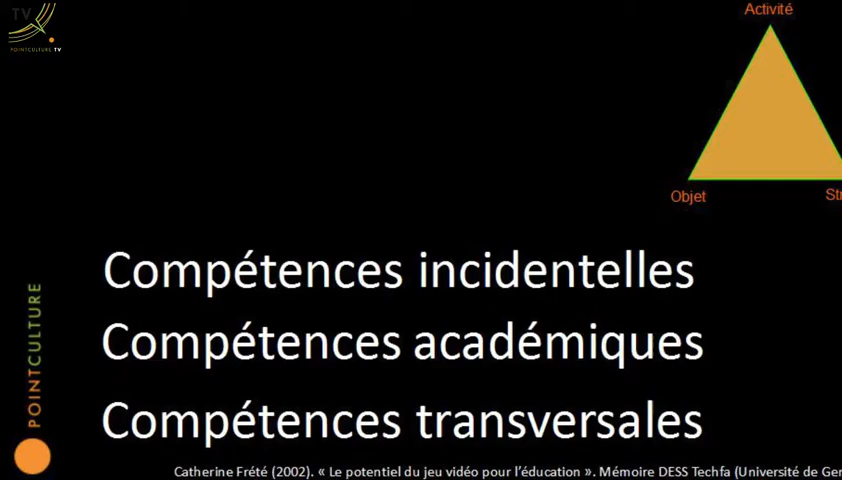 TV
POINTCULTURE TV
Activité
Objet
Compétences incidentelles
Compétences académiques
Compétences transversales
POINTCULTURE
Catherine Frété (2002). « Le potentiel du jeu vidéo pour l'éducation ». Mémoire DESS Techfa (Université de